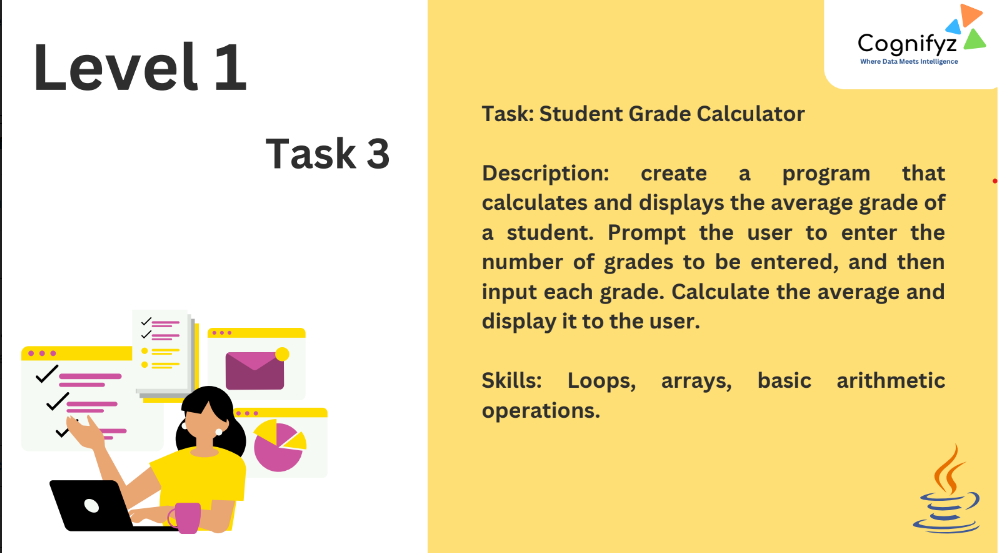 Level 1
Task 3
Cognifyz
Where Data Meets Intelligence
Task: Student Grade Calculator
Description: create a program that
calculates and displays the average grade of
a student. Prompt the user to enter the
number of grades to be entered, and then
input each grade. Calculate the average and
display it to the user.
Skills: Loops, arrays, basic arithmetic
operations.